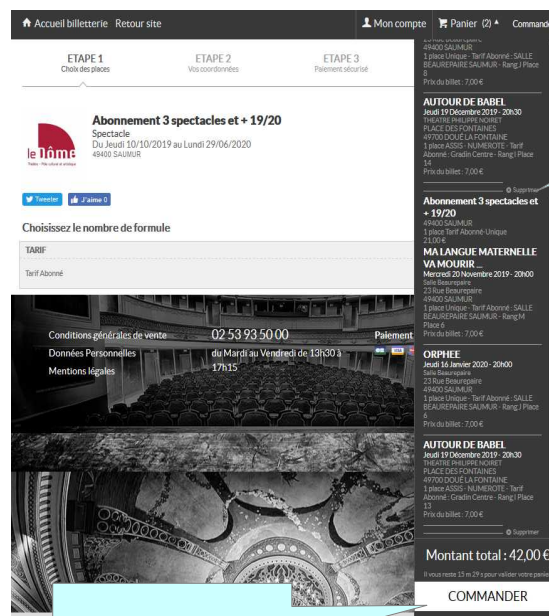 Accueil billetterie Retour site
Mon compte
Panier (2)
ETAPE 1
Choix des places
ETAPE 2
Vos coordonnées
ETAPE 3
Paiement sécurisé
Abonnement 3 spectacles et + 19/20
Spectacle
Du Jeudi 10/10/2019 au Lundi 29/06/2020
49400 SAUMUR
le Dôme
Tweeter
J'aime 0
Choisissez le nombre de formule
TARIF
Tarif Abonné
Conditions générales de vente
Données Personnelles
Mentions légales
02 53 93 50 00
du Mardi au Vendredi de 13h30 à
17h15
Paiement
49400 SAUMUR
1 place Unique - Tarif Abonné : SALLE
BEAUREPAIRE SAUMUR - Rang J Place
8
Prix du billet : 7,00 €
AUTOUR DE BABEL
Jeudi 19 Décembre 2019 - 20h30
THEATRE PHILIPPE NOIRET
PLACE DES FONTAINES
49700 DOUÉ LA FONTAINE
1 place ASSIS - NUMEROTE - Tarif
Abonné : Gradin Centre - Rang I Place
14
Prix du billet : 7,00 €
Supprimer
Abonnement 3 spectacles et
+ 19/20
49400 SAUMUR
1 place Tarif Abonné-Unique
21,00 €
MA LANGUE MATERNELLE
VA MOURIR ...
Mercredi 20 Novembre 2019 - 20h00
Salle Beaurepaire
23 Rue Beaurepaire
49400 SAUMUR
1 place Unique - Tarif Abonné : SALLE
BEAUREPAIRE SAUMUR - Rang M
Place 6
Prix du billet : 7,00 €
ORPHEE
Jeudi 16 Janvier 2020 - 20h00
Salle Beaurepaire
23 Rue Beaurepaire
49400 SAUMUR
1 place Unique - Tarif Abonné : SALLE
BEAUREPAIRE SAUMUR - Rang J Place
6
Prix du billet : 7,00 €
AUTOUR DE BABEL
Jeudi 19 Décembre 2019 - 20h30
THEATRE PHILIPPE NOIRET
PLACE DES FONTAINES
49700 DOUÉ LA FONTAINE
1 place ASSIS - NUMEROTE - Tarif
Abonné : Gradin Centre - Rang I Place
13
Prix du billet : 7,00 €
Supprimer
Montant total : 42,00 €
Il vous reste 15 m 29 s pour valider votre panier
COMMANDER